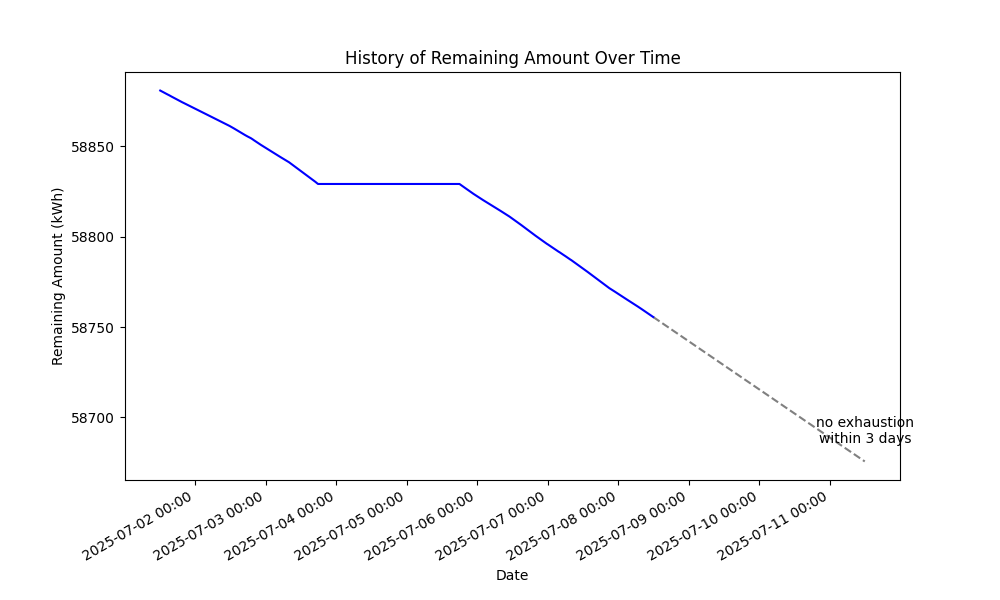 History of Remaining Amount Over Time
Remaining Amount (kWh)
58850
58800
58750
58700
no exhaustion
within 3 days
2025-07-02 00:00
2025-07-03 00:00
2025-07-04 00:00
2025-07-05 00:00
2025-07-06 00:00
2025-07-07 00:00
2025-07-08 00:00
2025-07-09 00:00
2025-07-10 00:00
2025-07-11 00:00
Date